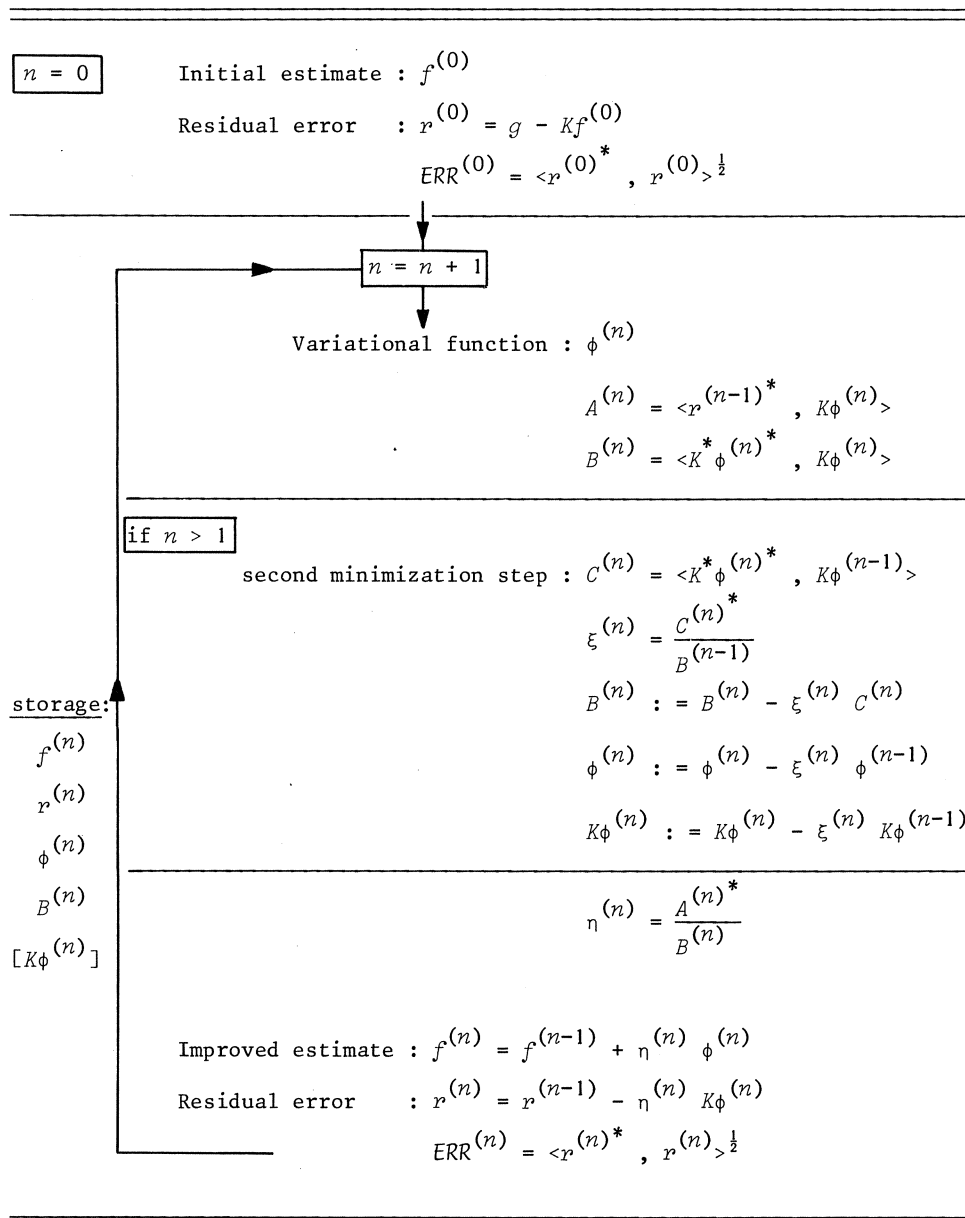 n = 0
Initial estimate : f^(0)
Residual error : r^(0) = g - Kf^(0)
ERR^(0) = <r^(0)* , r^(0)>^½
n = n + 1
Variational function : ϕ^(n)
A^(n) = <r^(n-1)* , Kϕ^(n)>
B^(n) = <K*ϕ^(n)* , Kϕ^(n)>
if n > 1
second minimization step : C^(n) = <K*ϕ^(n)* , Kϕ^(n-1)>
ξ^(n) = C^(n)* / B^(n-1)
B^(n) := B^(n) - ξ^(n) C^(n)
ϕ^(n) := ϕ^(n) - ξ^(n) ϕ^(n-1)
Kϕ^(n) := Kϕ^(n) - ξ^(n) Kϕ^(n-1)
storage:
f^(n)
r^(n)
ϕ^(n)
B^(n)
[Kϕ^(n)]
η^(n) = A^(n)* / B^(n)
Improved estimate : f^(n) = f^(n-1) + η^(n) ϕ^(n)
Residual error : r^(n) = r^(n-1) - η^(n) Kϕ^(n)
ERR^(n) = <r^(n)* , r^(n)>^½